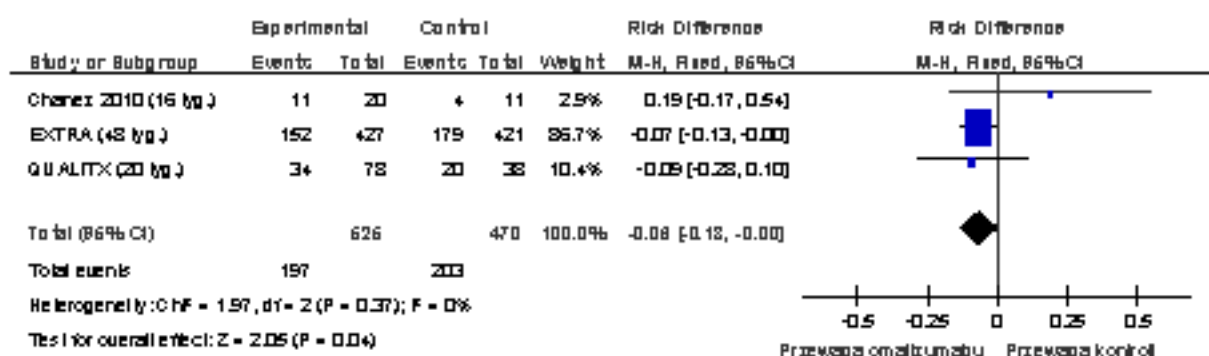 Experimental Control Risk Difference Risk Difference
Study or Subgroup Events Total Events Total Weight M-H, Fixed, 95% CI M-H, Fixed, 95% CI
Chanez 2010 (16 tyg.) 11 20 4 11 2.9% 0.19 [-0.17, 0.54]
EXTRA (48 tyg.) 152 427 179 421 86.7% -0.07 [-0.13, -0.00]
QUALITX (20 tyg.) 34 78 20 38 10.4% -0.09 [-0.28, 0.10]
Total (95% CI) 525 470 100.0% [-0.13, -0.00]
Total events 197 203
Heterogeneity: Chi² = 1.97, df = 2 (P = 0.37); I² = 0%
Test for overall effect: Z = 2.05 (P = 0.04)
-0.5 -0.25 0 0.25 0.5
Przewaga omalizumabu Przewaga kontroli